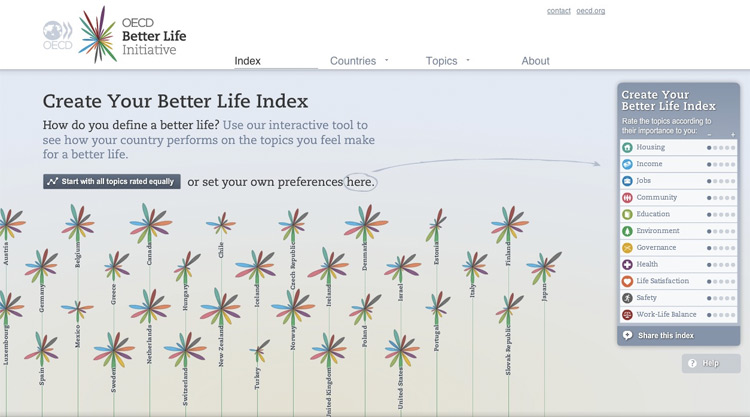 contact oecd.org
OECD
OECD
Better Life
Initiative
Index Countries Topics About
Create Your Better Life Index
How do you define a better life? Use our interactive tool to
see how your country performs on the topics you feel make
for a better life.
Start with all topics rated equally or set your own preferences here.
Create Your
Better Life Index
Rate the topics according to
their importance to you: - +
Housing
Income
Jobs
Community
Education
Environment
Governance
Health
Life Satisfaction
Safety
Work-Life Balance
Share this index
Help
Austria
Belgium
Canada
Chile
Czech Republic
Denmark
Estonia
Finland
Germany
Greece
Hungary
Iceland
Ireland
Israel
Italy
Japan
Luxembourg
Mexico
Netherlands
New Zealand
Norway
Poland
Portugal
Slovak Republic
Spain
Sweden
Switzerland
Turkey
United Kingdom
United States